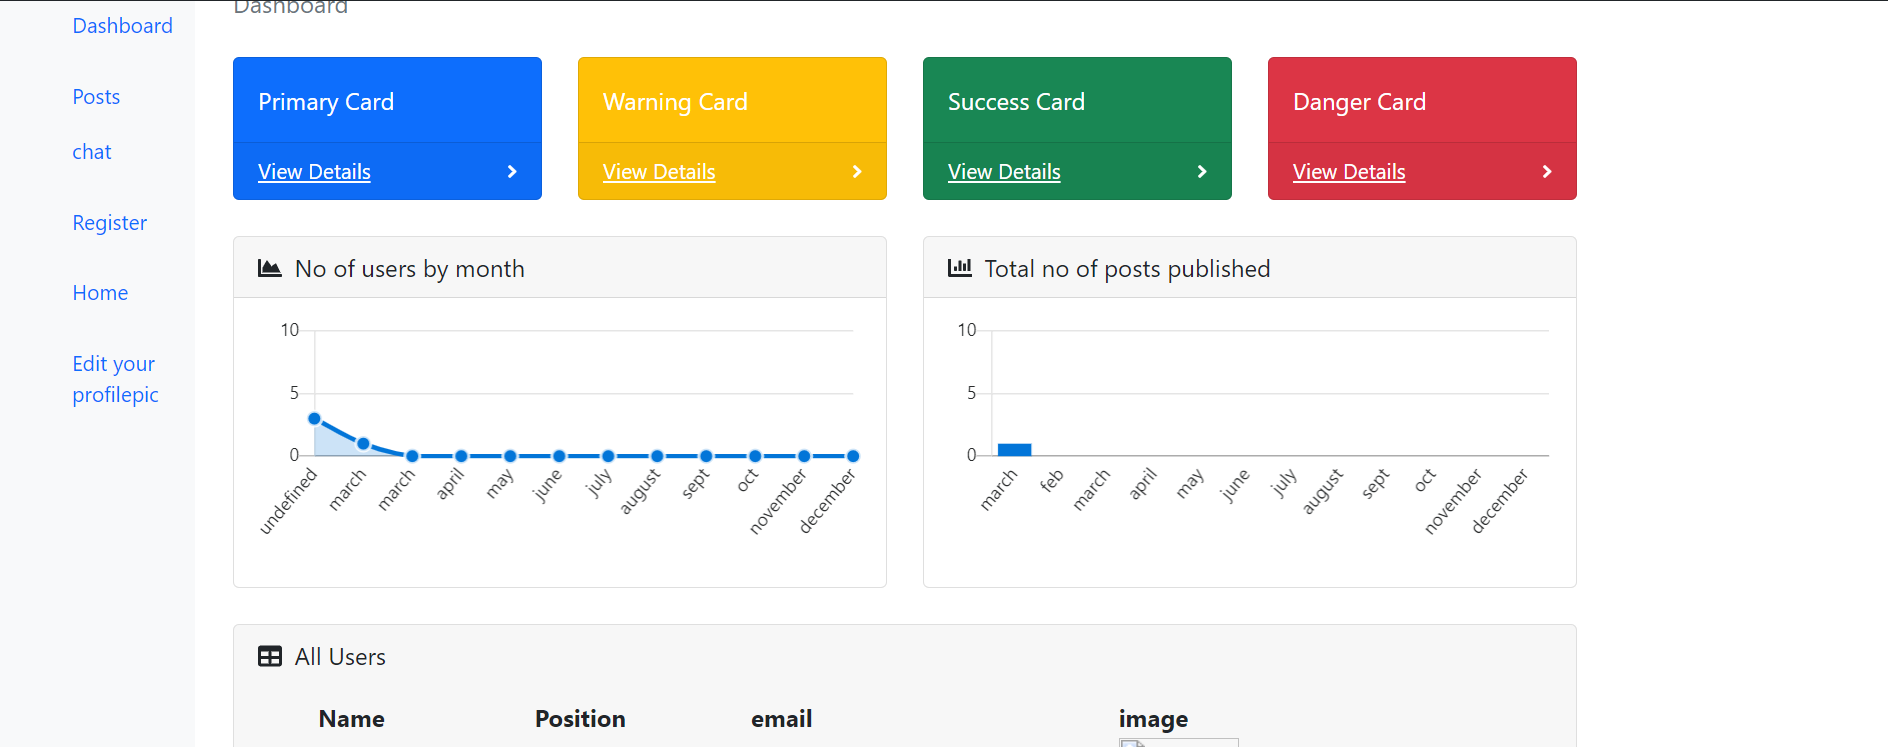 Dashboard
Dashboard
Posts
chat
Register
Home
Edit your
profilepic
Primary Card
View Details
Warning Card
View Details
Success Card
View Details
Danger Card
View Details
No of users by month
10
5
0
undefined
march
march
april
may
june
july
august
sept
oct
november
december
Total no of posts published
10
5
0
march
feb
march
april
may
june
july
august
sept
oct
november
december
All Users
Name Position email image